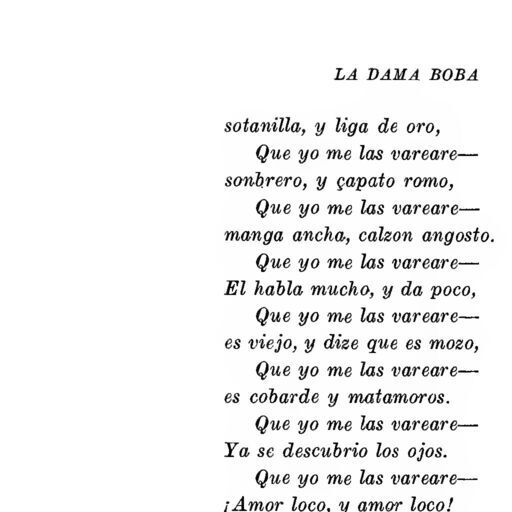 LA DAMA BOBA
sotanilla, y liga de oro,
Que yo me las vareare—
sonbrero, y çapato romo,
Que yo me las vareare—
manga ancha, calzon angosto.
Que yo me las vareare—
El habla mucho, y da poco,
Que yo me las vareare—
es viejo, y dize que es mozo,
Que yo me las vareare—
es cobarde y matamoros.
Que yo me las vareare—
Ya se descubrio los ojos.
Que yo me las vareare—
¡Amor loco, y amor loco!